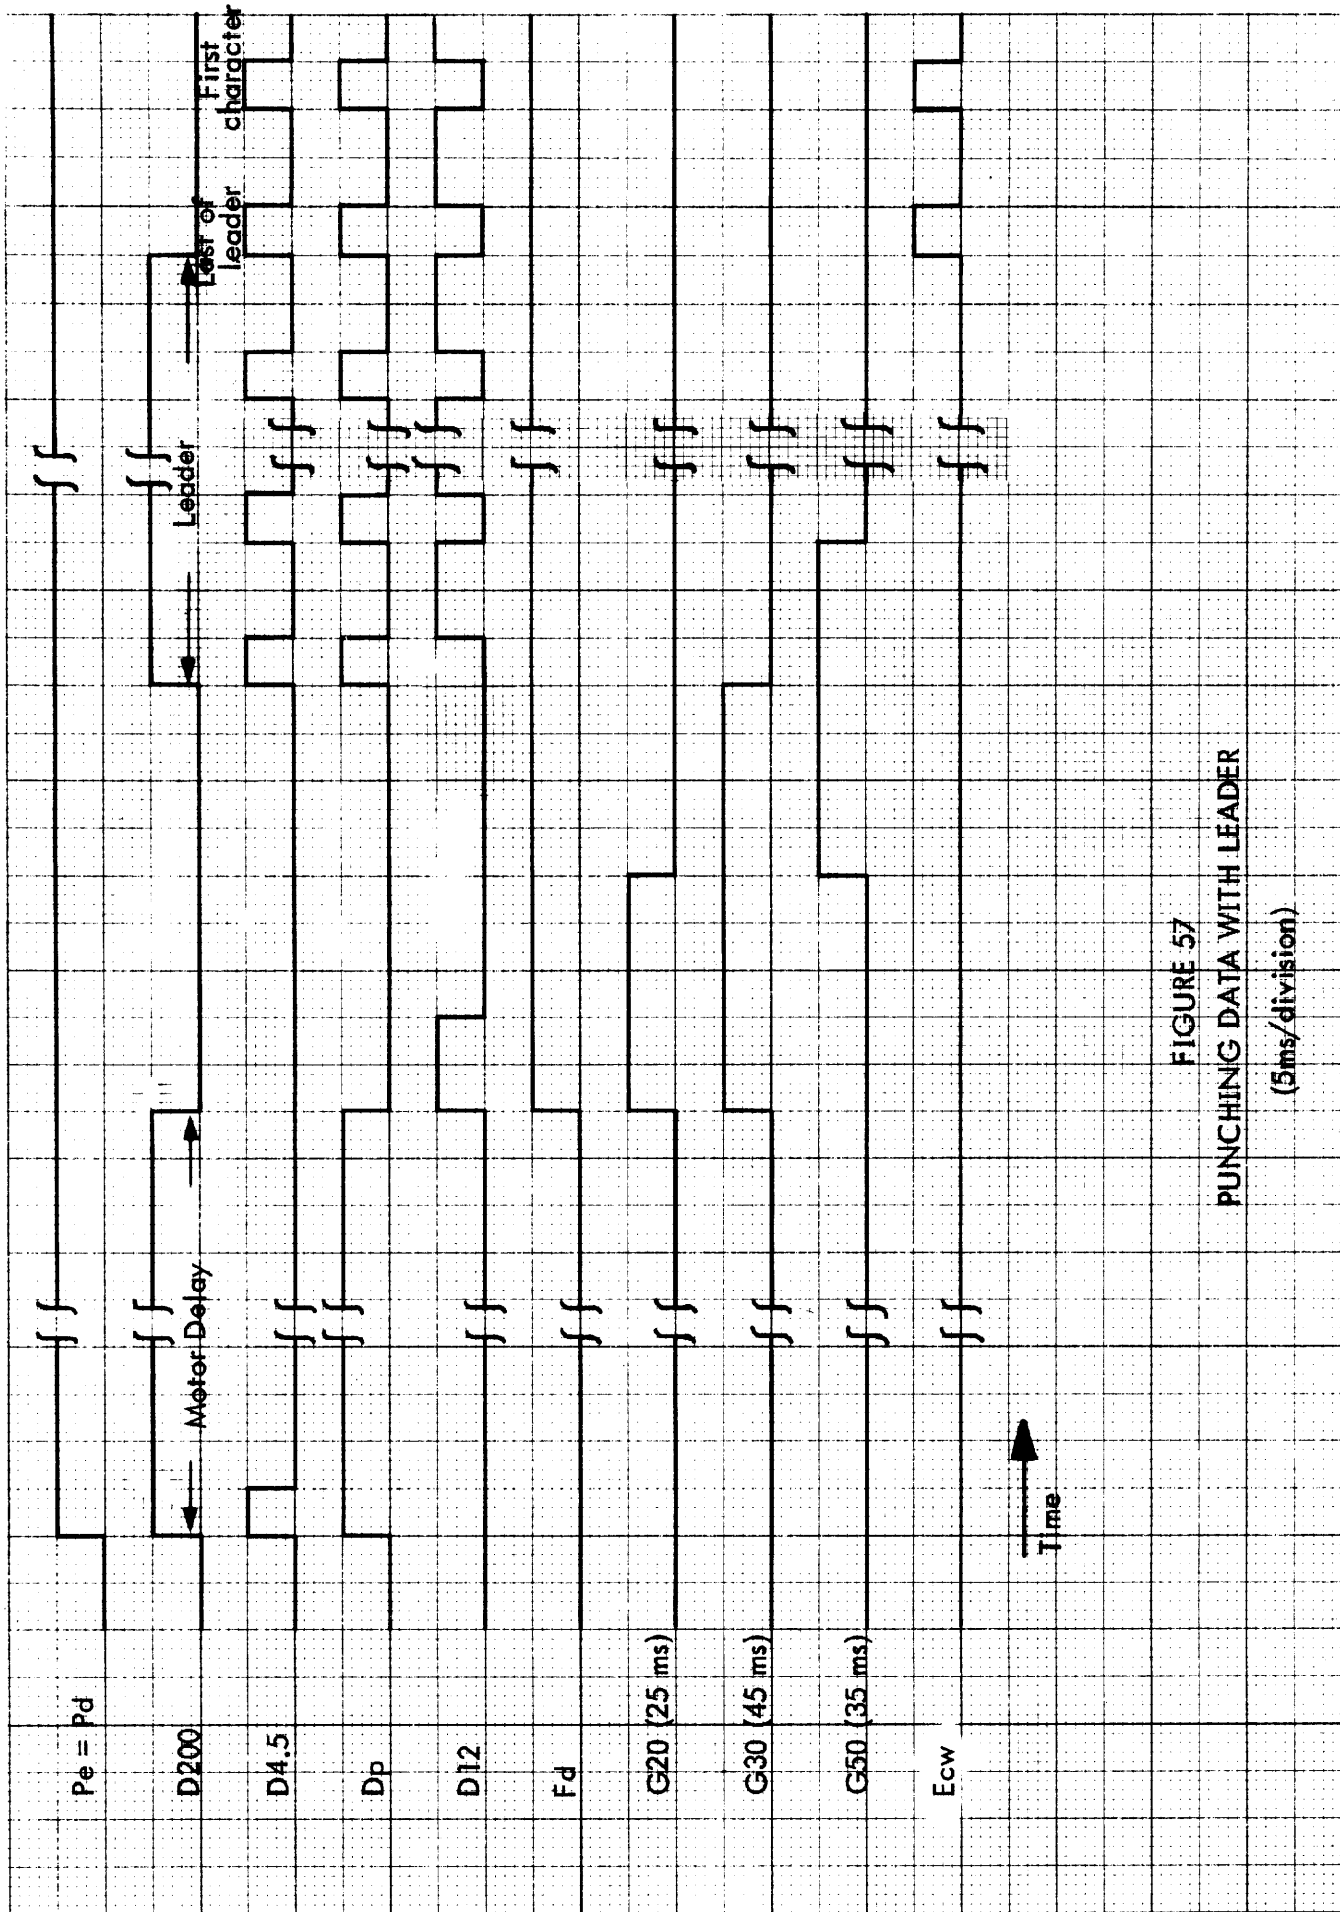 Pe = Pd
D200
D4.5
Dp
D12
Fd
G20 (25 ms)
G30 (45 ms)
G50 (35 ms)
Ecw
Motor Delay
Leader
Last of
leader
First
character
Time
FIGURE 57
PUNCHING DATA WITH LEADER
(5ms/division)